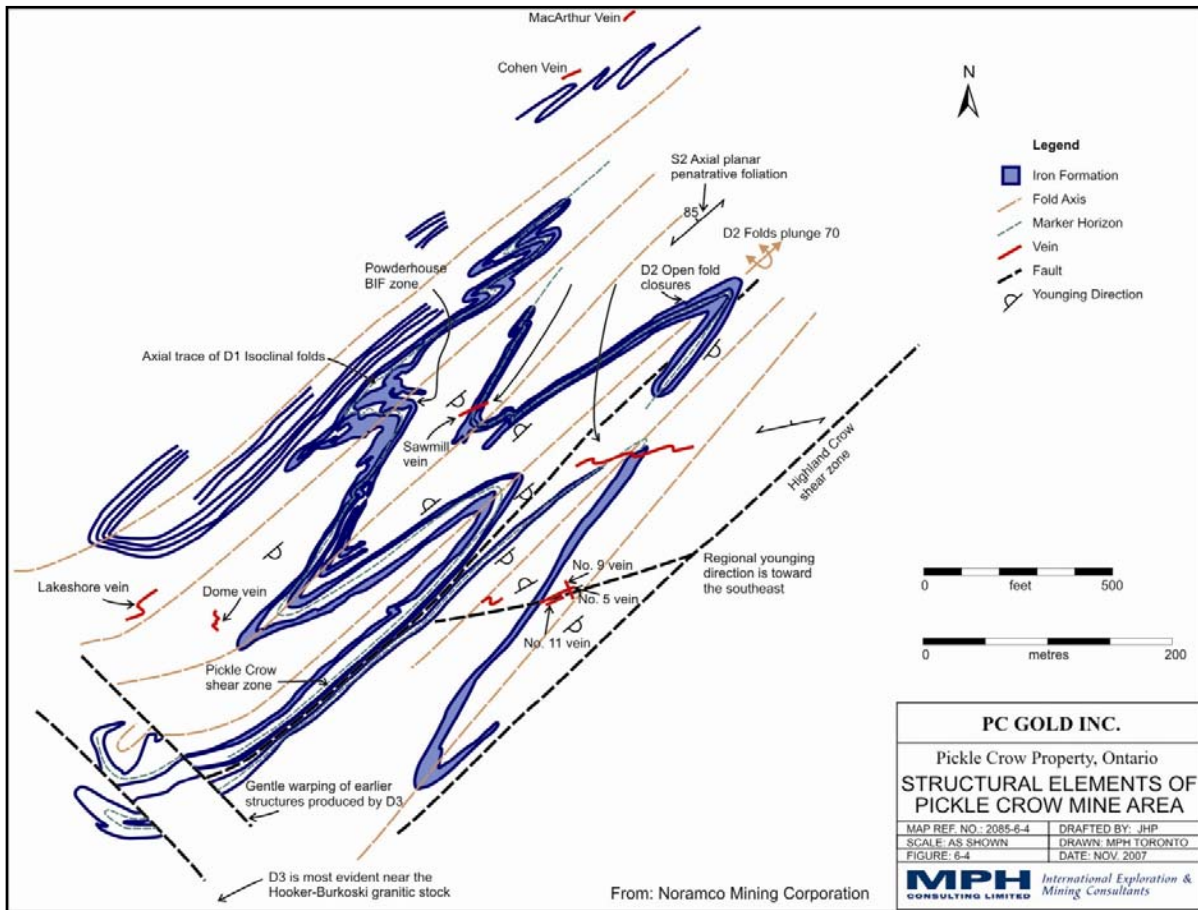 MacArthur Vein
Cohen Vein
N
Legend
Iron Formation
Fold Axis
Marker Horizon
Vein
Fault
Younging Direction
S2 Axial planar
penatrative foliation
85
D2 Folds plunge 70
D2 Open fold
closures
Powderhouse
BIF zone
Axial trace of D1 Isoclinal folds
Sawmill
vein
Highland Crow
shear zone
Lakeshore vein
Dome vein
No. 9 vein
No. 5 vein
No. 11 vein
Regional younging
direction is toward
the southeast
Pickle Crow
shear zone
Gentle warping of earlier
structures produced by D3
D3 is most evident near the
Hooker-Burkoski granitic stock
From: Noramco Mining Corporation
0 feet 500
0 metres 200
PC GOLD INC.
Pickle Crow Property, Ontario
STRUCTURAL ELEMENTS OF
PICKLE CROW MINE AREA
MAP REF. NO.: 2085-6-4 DRAFTED BY: JHP
SCALE: AS SHOWN DRAWN: MPH TORONTO
FIGURE: 6-4 DATE: NOV. 2007
MPH International Exploration &
CONSULTING LIMITED Mining Consultants